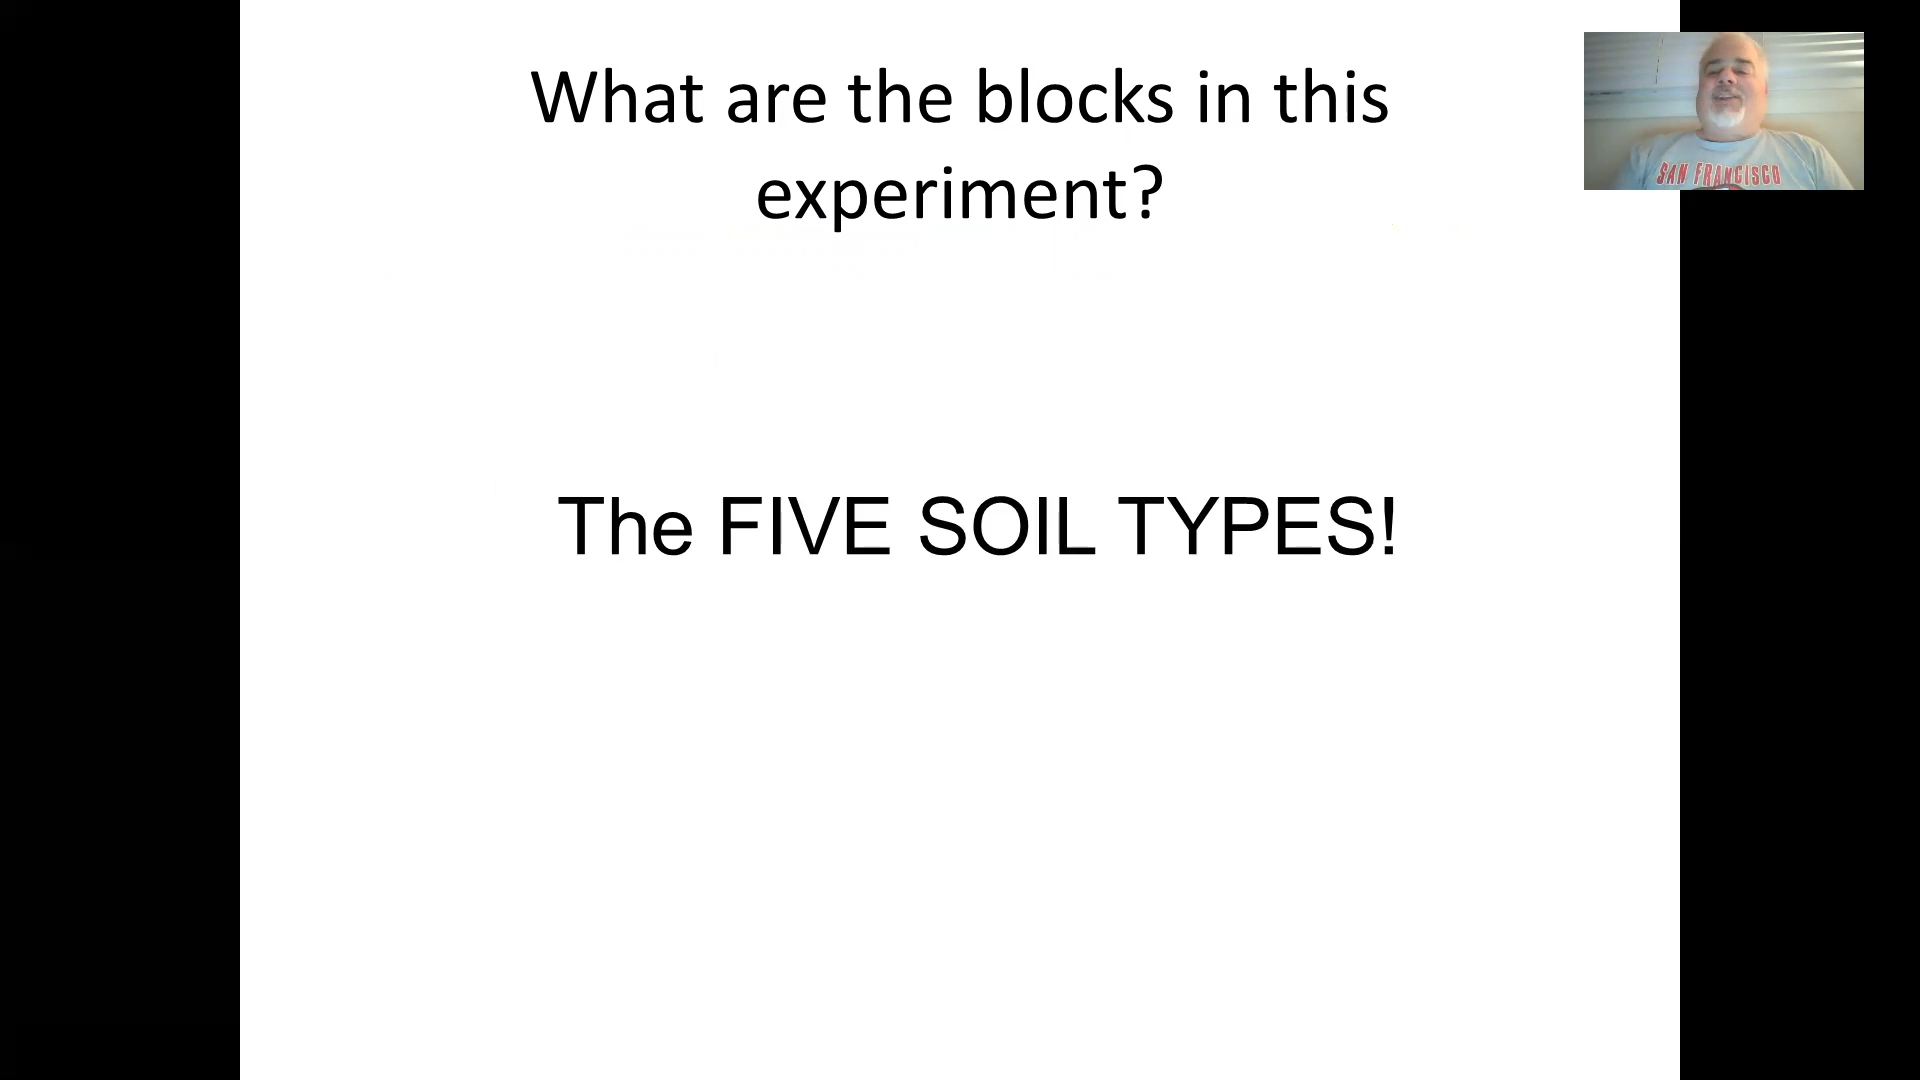 What are the blocks in this
experiment?
SAN FRANCISCO
The FIVE SOIL TYPES!